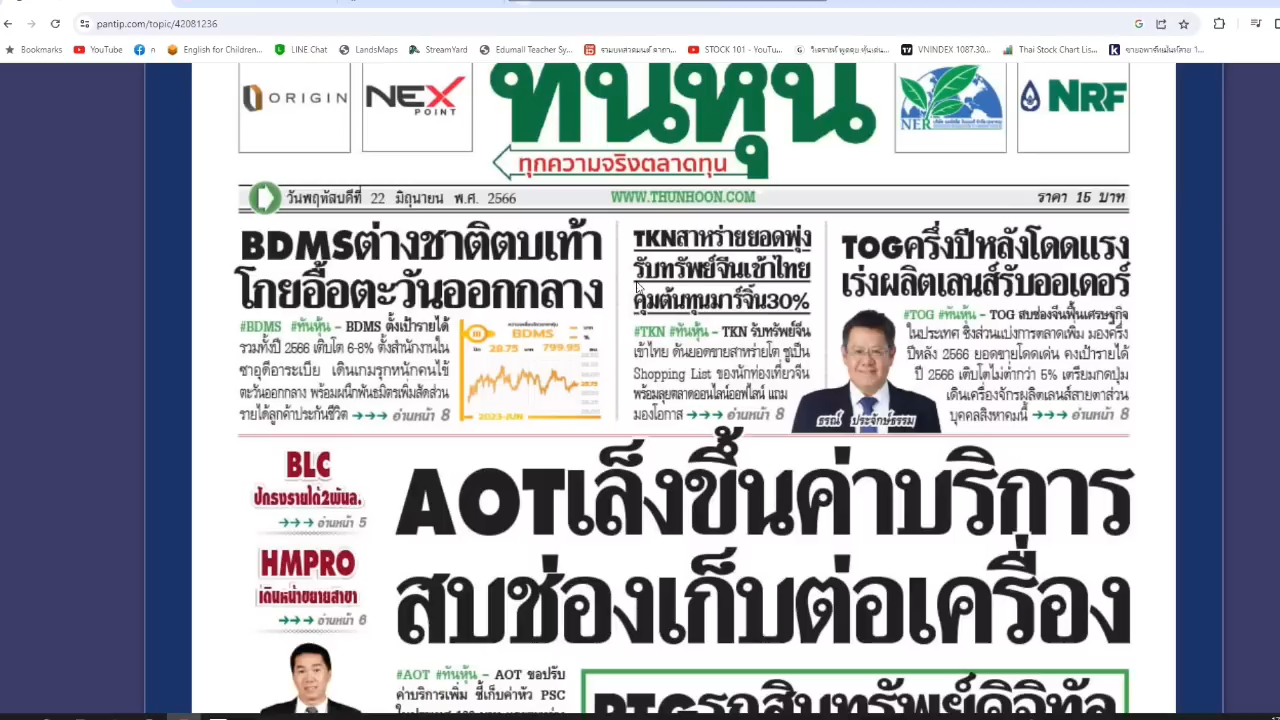 pantip.com/topic/42081236
Bookmarks YouTube n English for Children... LINE Chat LandsMaps StreamYard Edumall Teacher Sy... STOCK 101 - YouTu... VNINDEX 1087.30... Thai Stock Chart Lis...
ORIGIN
NEX
POINT
ทันหุ้น
ทุกความจริงตลาดทุน
NER
NRF
วันพฤหัสบดีที่ 22 มิถุนายน พ.ศ. 2566
WWW.THUNHOON.COM
ราคา 15 บาท
BDMSต่างชาติตบเท้า
โกยอื้อตะวันออกกลาง
#BDMS #ทันหุ้น – BDMS ตั้งเป้ารายได้
รวมทั้งปี 2566 เติบโต 6-8% ตั้งสำนักงานใน
ซาอุดีอาระเบีย เดินเกมรุกหนักคนไข้
ตะวันออกกลาง พร้อมผนึกพันธมิตรเพิ่มสัดส่วน
รายได้ลูกค้าประกันชีวิต →→→ อ่านหน้า 8
BDMS
28.75
799.95
2023-JUN
TKNสาหร่ายยอดพุ่ง
รับทรัพย์จีนเข้าไทย
คุมต้นทุนมาร์จิ้น30%
#TKN #ทันหุ้น – TKN รับทรัพย์จีน
เข้าไทย ดันยอดขายสาหร่ายโต ชูเป็น
Shopping List ของนักท่องเที่ยวจีน
พร้อมลุยตลาดออนไลน์ออฟไลน์ แถม
มองโอกาส →→→ อ่านหน้า 8
TOGครึ่งปีหลังโดดแรง
เร่งผลิตเลนส์รับออเดอร์
#TOG #ทันหุ้น – TOG สบช่องจีนฟื้นเศรษฐกิจ
ในประเทศ ชิงส่วนแบ่งการตลาดเพิ่ม มองครึ่ง
ปีหลัง 2566 ยอดขายโดดเด่น คงเป้ารายได้
ปี 2566 เติบโตไม่ต่ำกว่า 5% เตรียมกดปุ่ม
เดินเครื่องจักรผลิตเลนส์สายตาส่วน
บุคคลสิงหาคมนี้ →→→ อ่านหน้า 8
ธรณ์ ประจักษ์ธรรม
BLC
ปักธงรายได้2พันล.
→→→ อ่านหน้า 5
HMPRO
เดินหน้าขยายสาขา
→→→ อ่านหน้า 6
AOTเล็งขึ้นค่าบริการ
สบช่องเก็บต่อเครื่อง
#AOT #ทันหุ้น – AOT ขอปรับ
ค่าบริการเพิ่ม ชี้เก็บค่าหัว PSC